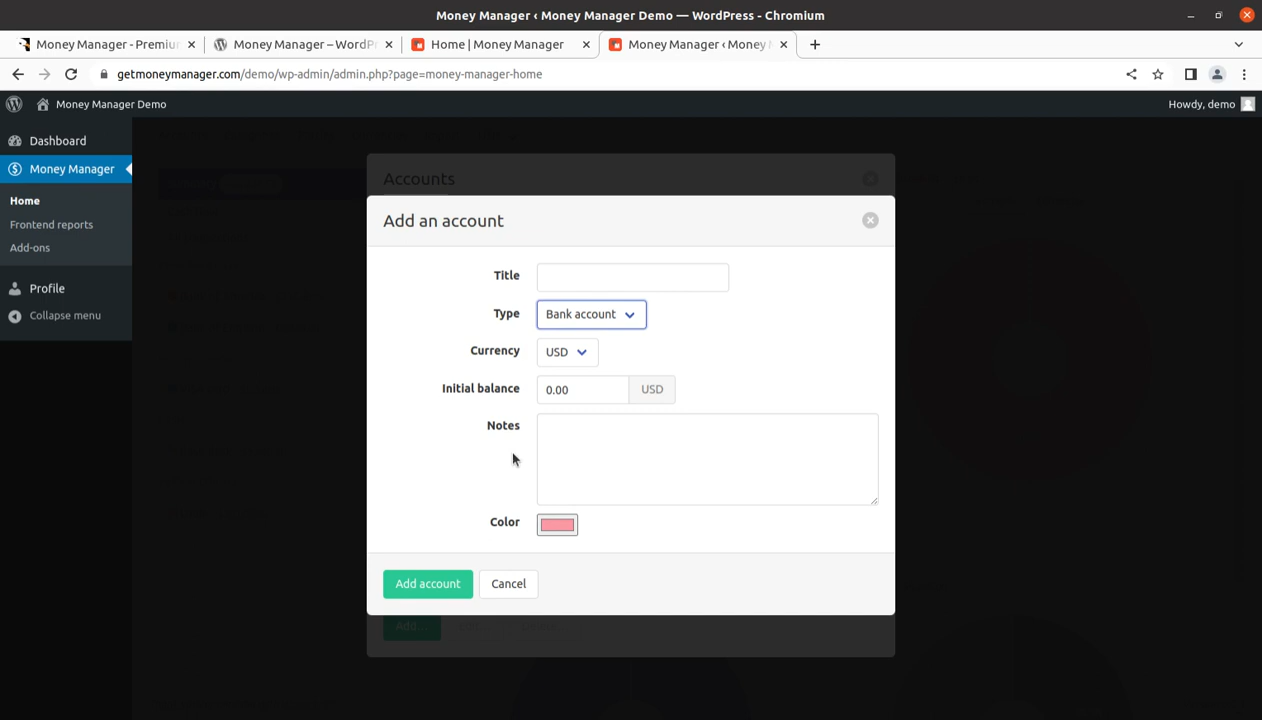 Money Manager ‹ Money Manager Demo — WordPress - Chromium
Money Manager - Premiu
Money Manager – WordP
Home | Money Manager
Money Manager ‹ Money
getmoneymanager.com/demo/wp-admin/admin.php?page=money-manager-home
Money Manager Demo
Howdy, demo
Dashboard
Money Manager
Home
Frontend reports
Add-ons
Profile
Collapse menu
Accounts
Add an account
Title
Type
Bank account
Currency
USD
Initial balance
0.00
USD
Notes
Color
Add account
Cancel
Add...